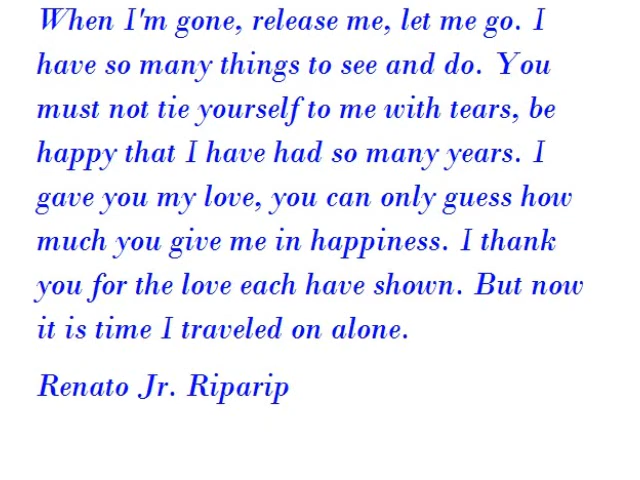 When I'm gone, release me, let me go. I
have so many things to see and do. You
must not tie yourself to me with tears, be
happy that I have had so many years. I
gave you my love, you can only guess how
much you give me in happiness. I thank
you for the love each have shown. But now
it is time I traveled on alone.
Renato Jr. Riparip